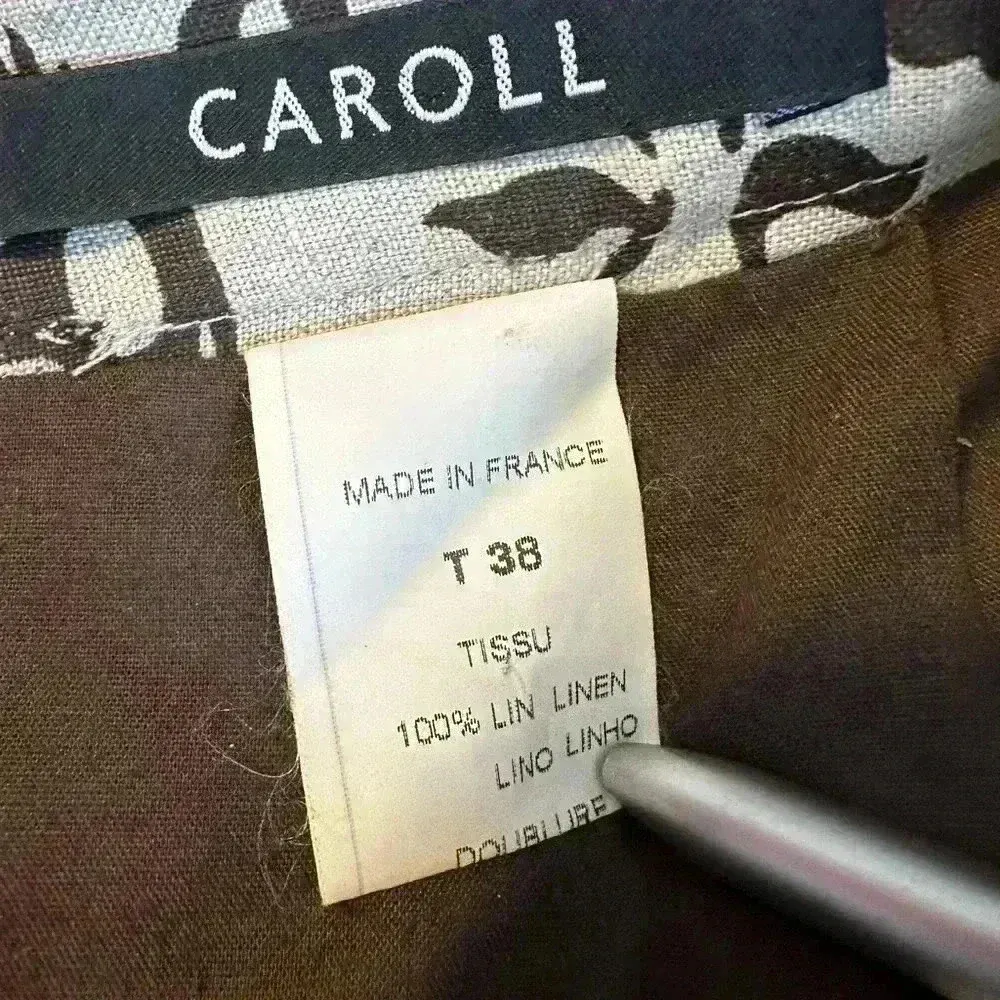 CAROLL
MADE IN FRANCE
T 38
TISSU
100% LIN LINEN
LINO LINHO
DOUBLURE